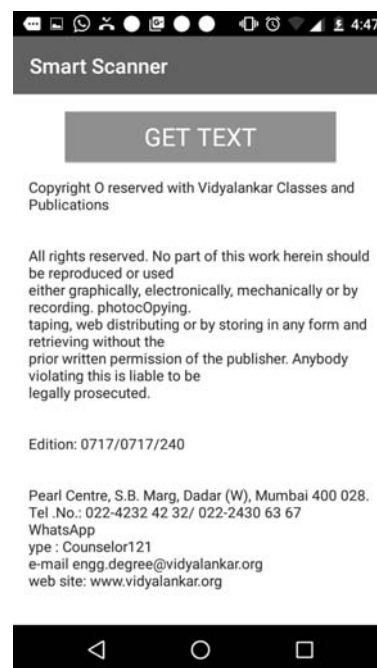 4:47
Smart Scanner
GET TEXT
Copyright O reserved with Vidyalankar Classes and
Publications
All rights reserved. No part of this work herein should
be reproduced or used
either graphically, electronically, mechanically or by
recording. photocOpying.
taping, web distributing or by storing in any form and
retrieving without the
prior written permission of the publisher. Anybody
violating this is liable to be
legally prosecuted.
Edition: 0717/0717/240
Pearl Centre, S.B. Marg, Dadar (W), Mumbai 400 028.
Tel .No.: 022-4232 42 32/ 022-2430 63 67
WhatsApp
ype : Counselor121
e-mail engg.degree@vidyalankar.org
web site: www.vidyalankar.org